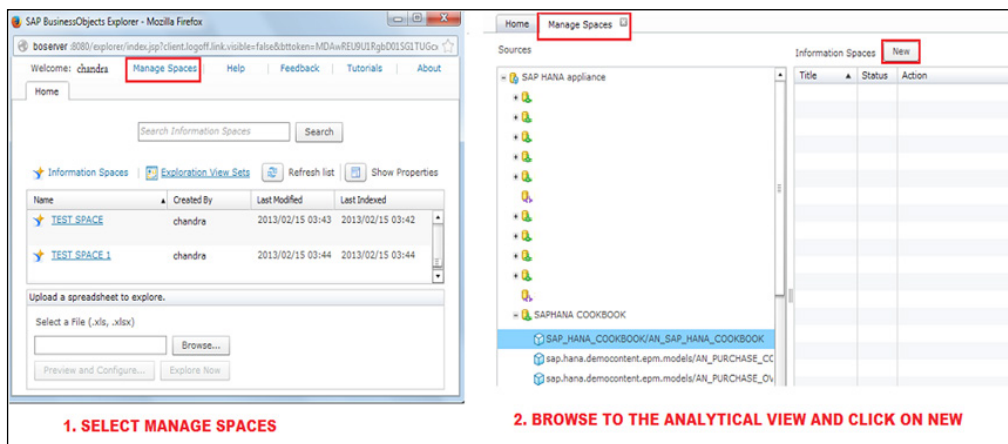 SAP BusinessObjects Explorer - Mozilla Firefox
boserver:8080/explorer/index.jsp?client.logoff.link.visible=false&bttoken=
Welcome: chandra Manage Spaces Help Feedback Tutorials About
Home
Search Information Spaces Search
Information Spaces Exploration View Sets Refresh list Show Properties
Name Created By Last Modified Last Indexed
TEST SPACE chandra 2013/02/15 03:43 2013/02/15 03:42
TEST SPACE 1 chandra 2013/02/15 03:44 2013/02/15 03:44
Upload a spreadsheet to explore.
Select a File (.xls, .xlsx)
Browse...
Preview and Configure... Explore Now
1. SELECT MANAGE SPACES
Home Manage Spaces
Sources
Information Spaces New
SAP HANA appliance
Title Status Action
SAPHANA COOKBOOK
SAP_HANA_COOKBOOK/AN_SAP_HANA_COOKBOOK
sap.hana.democontent.epm.models/AN_PURCHASE_CC
sap.hana.democontent.epm.models/AN_PURCHASE_OV
2. BROWSE TO THE ANALYTICAL VIEW AND CLICK ON NEW